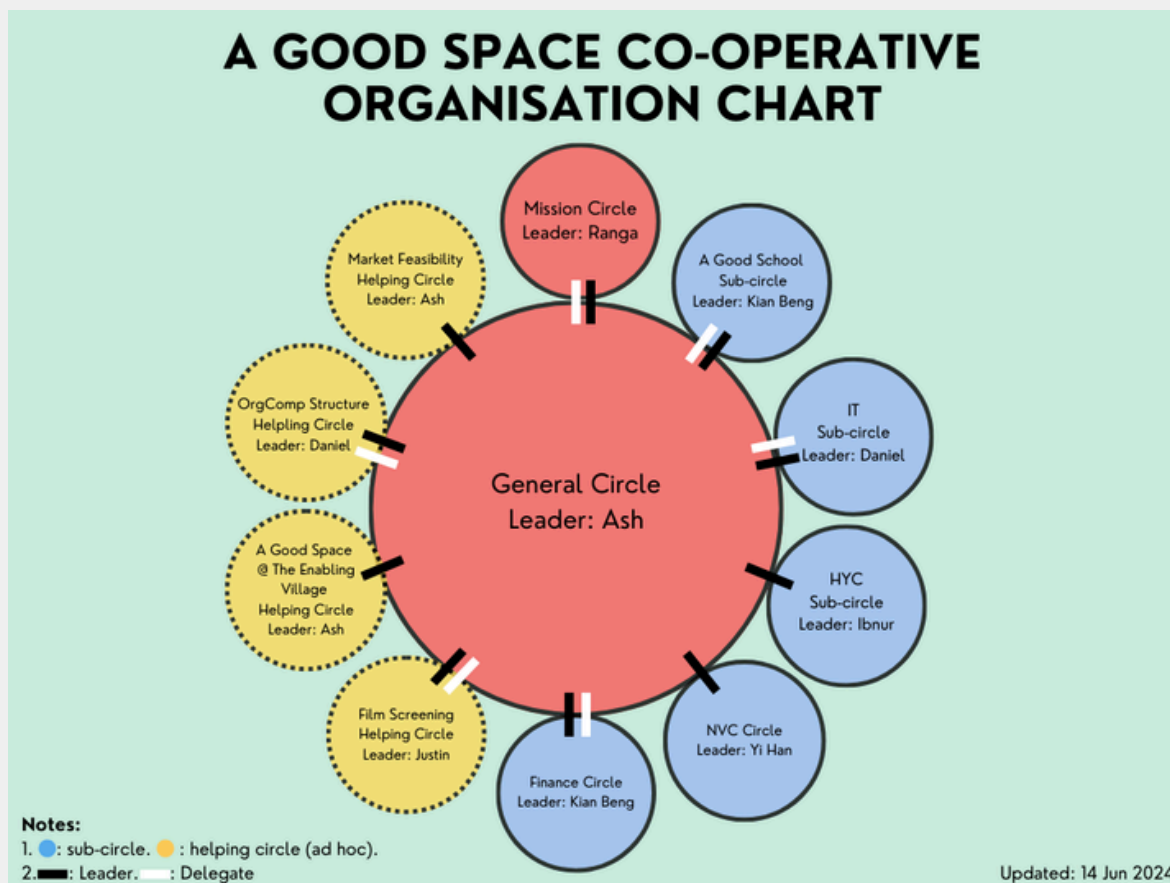 A GOOD SPACE CO-OPERATIVE
ORGANISATION CHART
Mission Circle
Leader: Ranga
Market Feasibility
Helping Circle
Leader: Ash
A Good School
Sub-circle
Leader: Kian Beng
OrgComp Structure
Helpling Circle
Leader: Daniel
IT
Sub-circle
Leader: Daniel
General Circle
Leader: Ash
A Good Space
@ The Enabling
Village
Helping Circle
Leader: Ash
HYC
Sub-circle
Leader: Ibnur
Film Screening
Helping Circle
Leader: Justin
NVC Circle
Leader: Yi Han
Finance Circle
Leader: Kian Beng
Notes:
1. : sub-circle. : helping circle (ad hoc).
2. : Leader. : Delegate
Updated: 14 Jun 2024